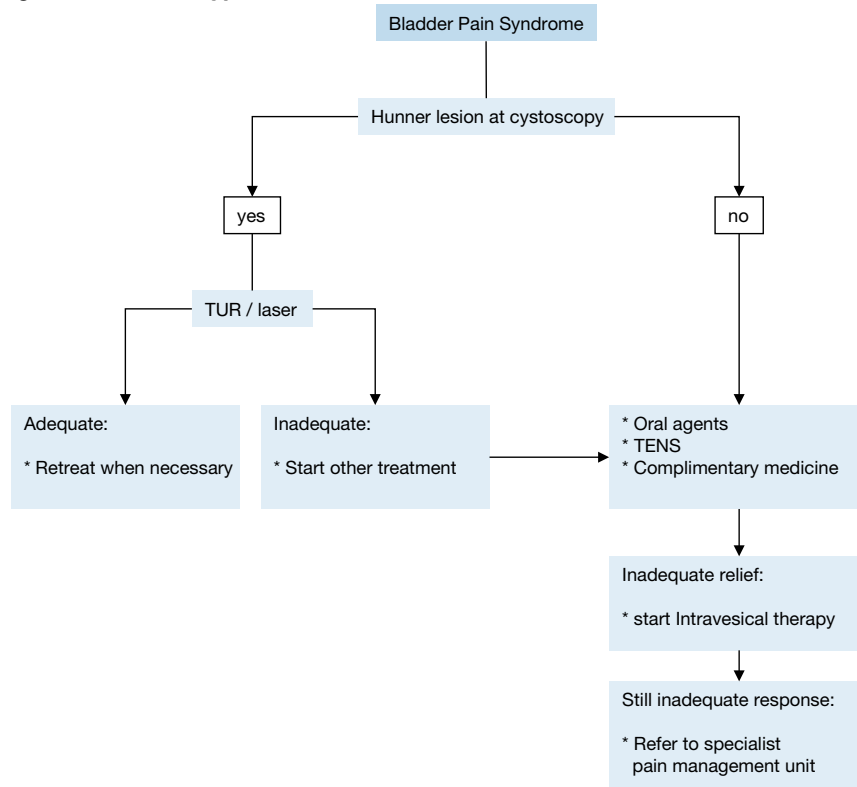 Bladder Pain Syndrome
Hunner lesion at cystoscopy
yes
no
TUR / laser
Adequate:
* Retreat when necessary
Inadequate:
* Start other treatment
* Oral agents
* TENS
* Complimentary medicine
Inadequate relief:
* start Intravesical therapy
Still inadequate response:
* Refer to specialist
pain management unit